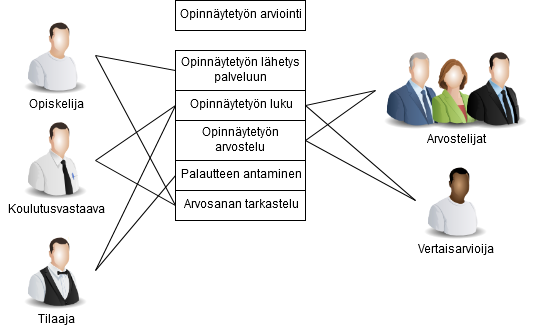 Opinnäytetyön arviointi
Opinnäytetyön lähetys
palveluun
Opinnäytetyön luku
Opinnäytetyön
arvostelu
Palautteen antaminen
Arvosanan tarkastelu
Opiskelija
Koulutusvastaava
Tilaaja
Arvostelijat
Vertaisarvioija